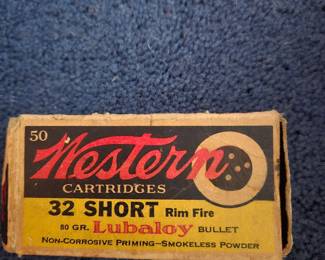 50
Western
CARTRIDGES
32 SHORT Rim Fire
80 GR. Lubaloy BULLET
NON-CORROSIVE PRIMING—SMOKELESS POWDER